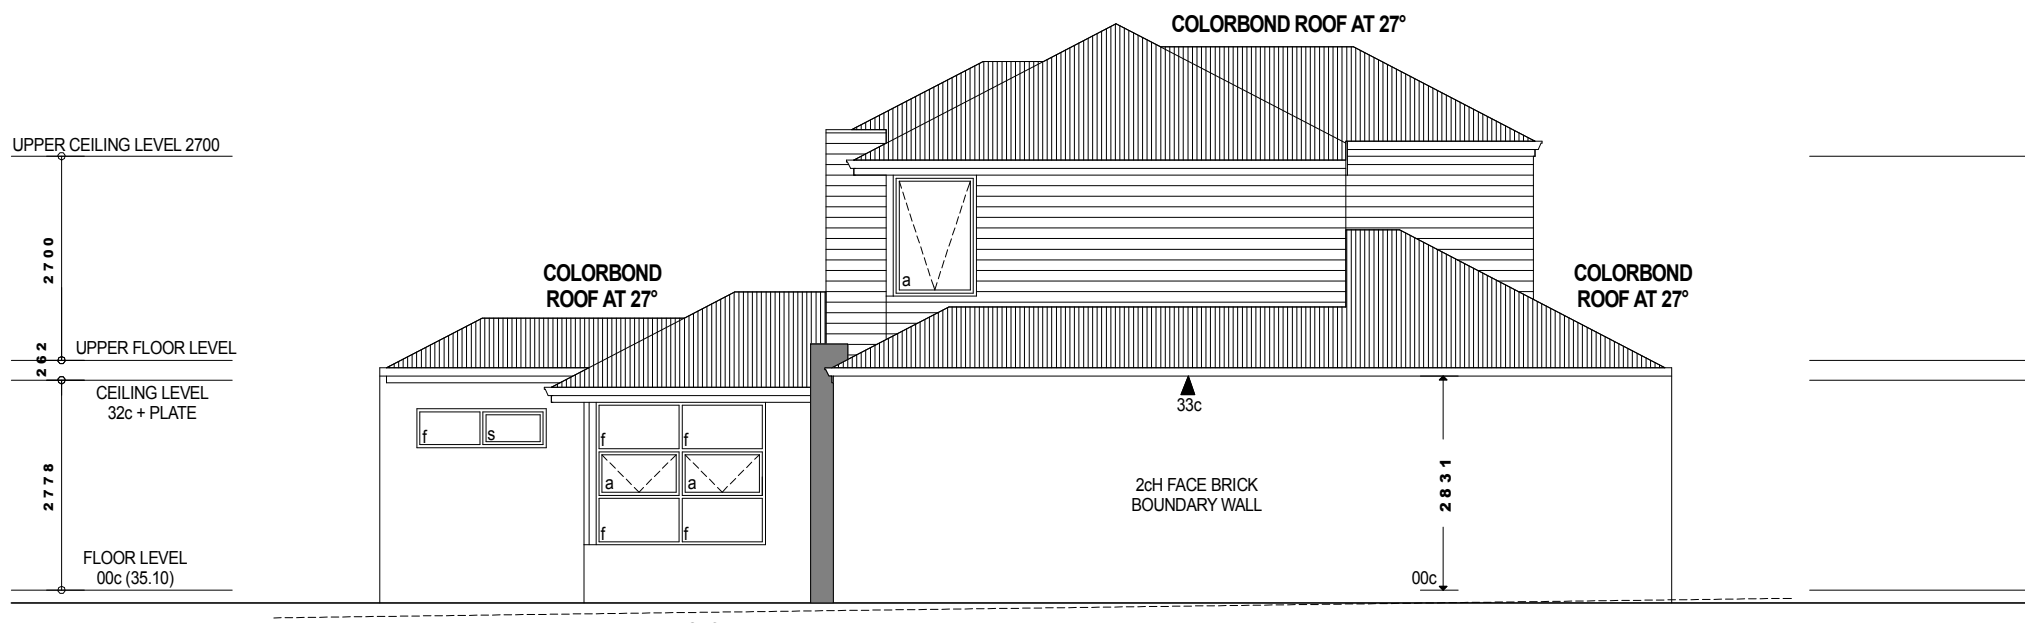 COLORBOND ROOF AT 27°
UPPER CEILING LEVEL 2700
2700
COLORBOND
ROOF AT 27°
a
COLORBOND
ROOF AT 27°
262
UPPER FLOOR LEVEL
CEILING LEVEL
32c + PLATE
33c
f s
f f
a a
f f
2778
2cH FACE BRICK
BOUNDARY WALL
2831
FLOOR LEVEL
00c (35.10)
00c